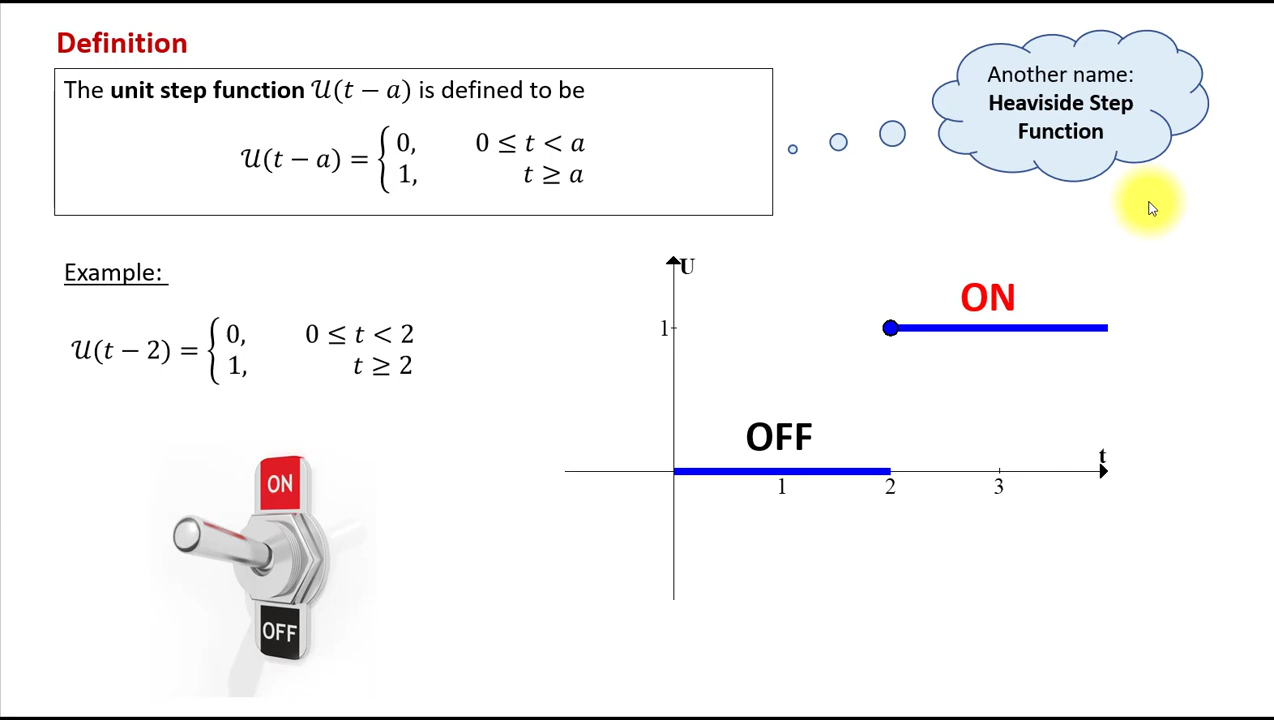 Definition
The unit step function 𝒰(t − a) is defined to be
𝒰(t − a) = { 0, 0 ≤ t < a
1, t ≥ a
Another name:
Heaviside Step
Function
Example:
𝒰(t − 2) = { 0, 0 ≤ t < 2
1, t ≥ 2
U
ON
1
OFF
t
1 2 3
ON
OFF